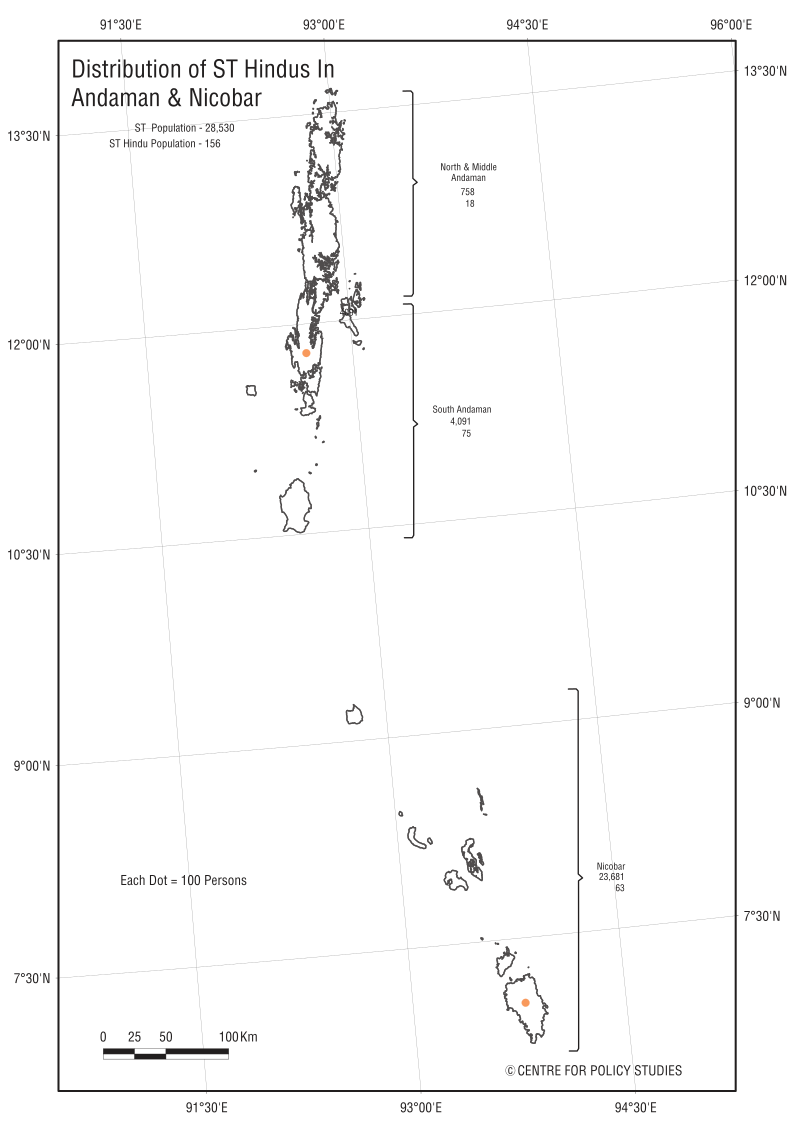 91°30'E 93°00'E 94°30'E 96°00'E
Distribution of ST Hindus In
Andaman & Nicobar
ST Population - 28,530
ST Hindu Population - 156
13°30'N
13°30'N
North & Middle
Andaman
758
18
12°00'N
12°00'N
South Andaman
4,091
75
10°30'N
10°30'N
9°00'N
9°00'N
Each Dot = 100 Persons
Nicobar
23,681
63
7°30'N
7°30'N
0 25 50 100Km
© CENTRE FOR POLICY STUDIES
91°30'E 93°00'E 94°30'E